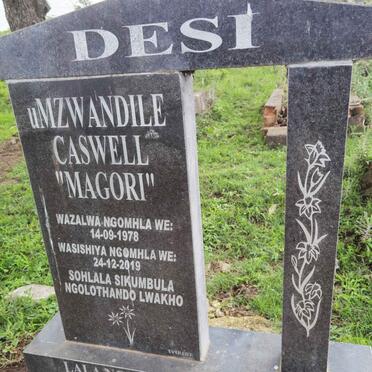 DESI
uMZWANDILE
CASWELL
"MAGORI"
WAZALWA NGOMHLA WE:
14-09-1978
WASISHIYA NGOMHLA WE:
24-12-2019
SOHLALA SIKUMBULA
NGOLOTHANDO LWAKHO